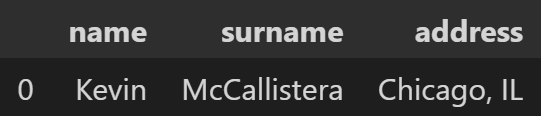 name surname address
0 Kevin McCallistera Chicago, IL